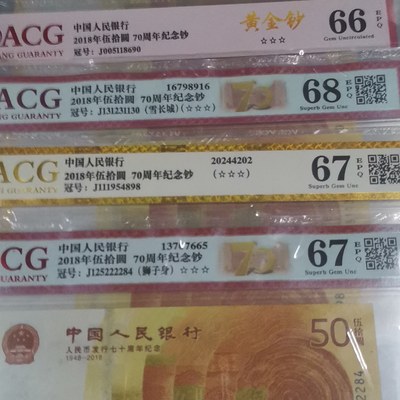 ACG
GUARANTY
中国人民银行
2018年伍拾圆 70周年纪念钞
冠号: J005118690
黄金钞
☆☆☆
66 EPQ
Gem Uncirculated
ACG
GUARANTY
中国人民银行 16798916
2018年伍拾圆 70周年纪念钞
冠号: J131231130 (雪长城) (☆☆☆)
70
68 EPQ
Superb Gem Unc
ACG
GUARANTY
中国人民银行 20244202
2018年伍拾圆 70周年纪念钞 (☆☆☆)
冠号: J111954898
67 EPQ
Superb Gem Unc
ACG
GUARANTY
中国人民银行
2018年伍拾圆 70周年纪念钞
冠号: J125222284 (狮子身) ☆☆☆
70
67 EPQ
Superb Gem Unc
中国人民银行
人民币发行七十周年纪念
1948-2018
50 伍拾圆
2284